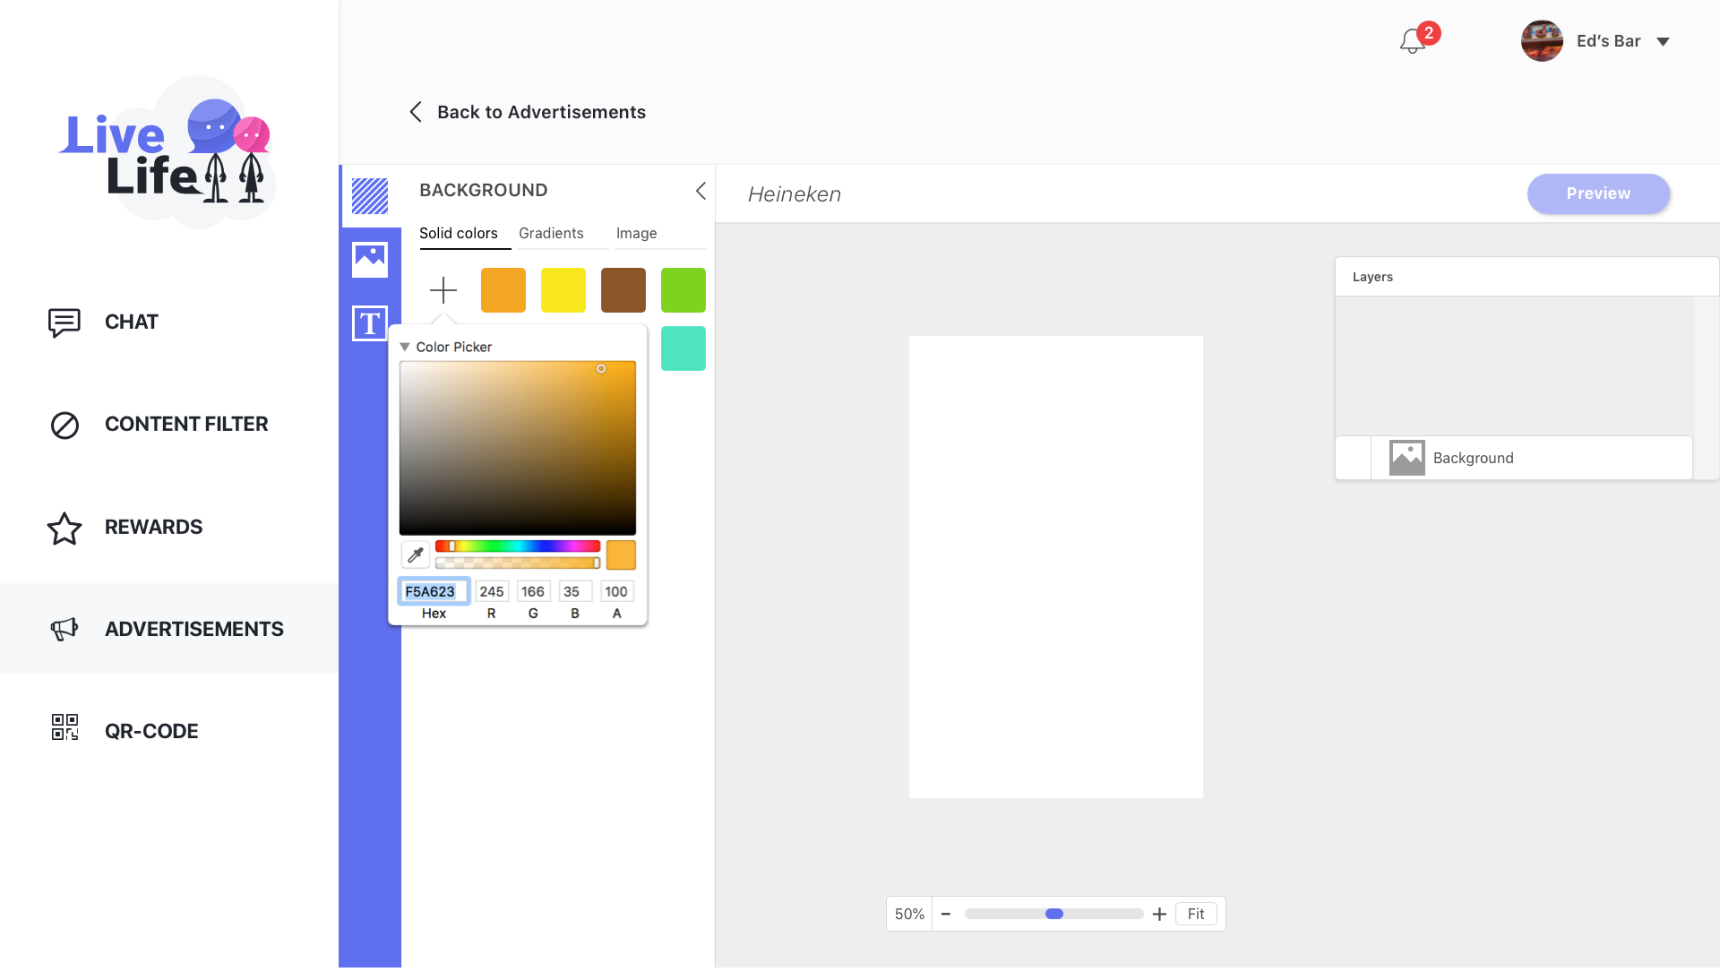 2
Ed's Bar
Live
Life
Back to Advertisements
BACKGROUND
Heineken
Preview
Solid colors Gradients Image
Layers
CHAT
T
Color Picker
CONTENT FILTER
Background
REWARDS
F5A623 245 166 35 100
Hex R G B A
ADVERTISEMENTS
QR-CODE
50% - + Fit